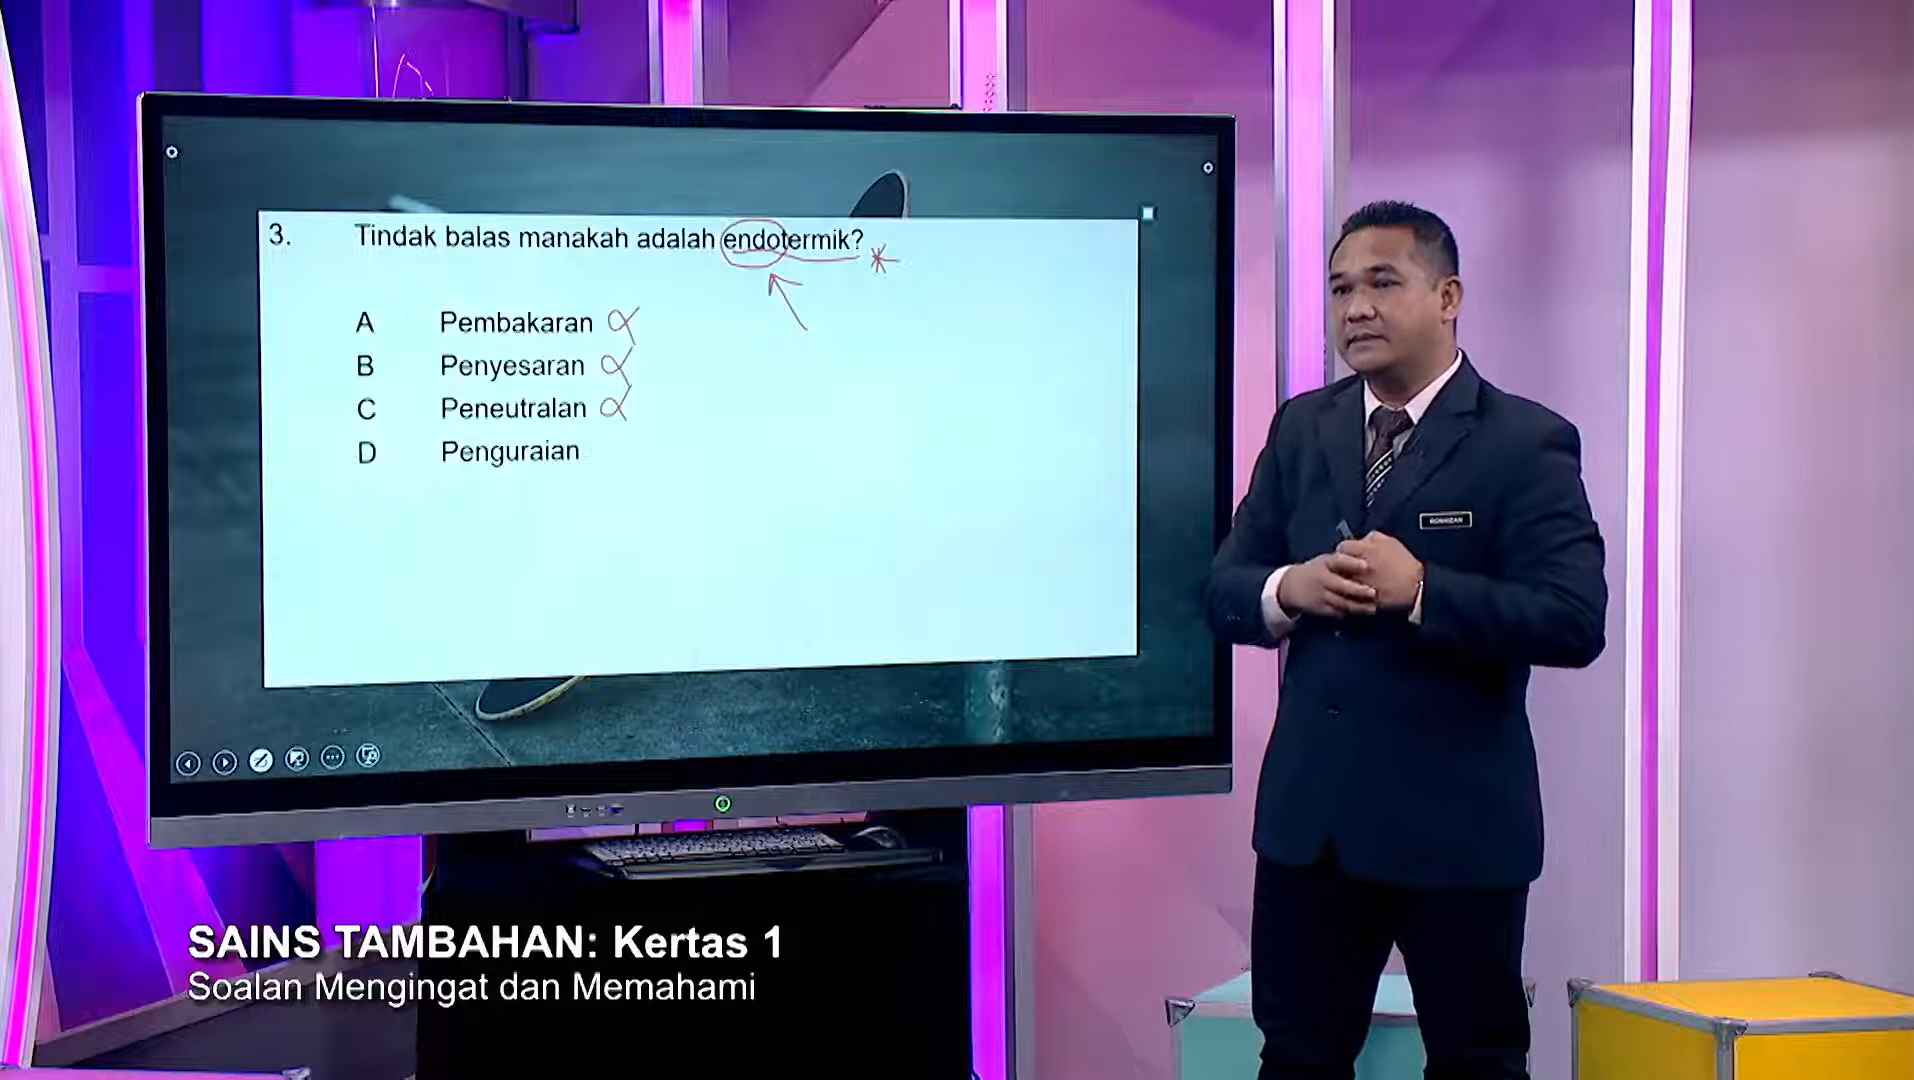 3. Tindak balas manakah adalah endotermik?
A Pembakaran
B Penyesaran
C Peneutralan
D Penguraian
SAINS TAMBAHAN: Kertas 1
Soalan Mengingat dan Memahami